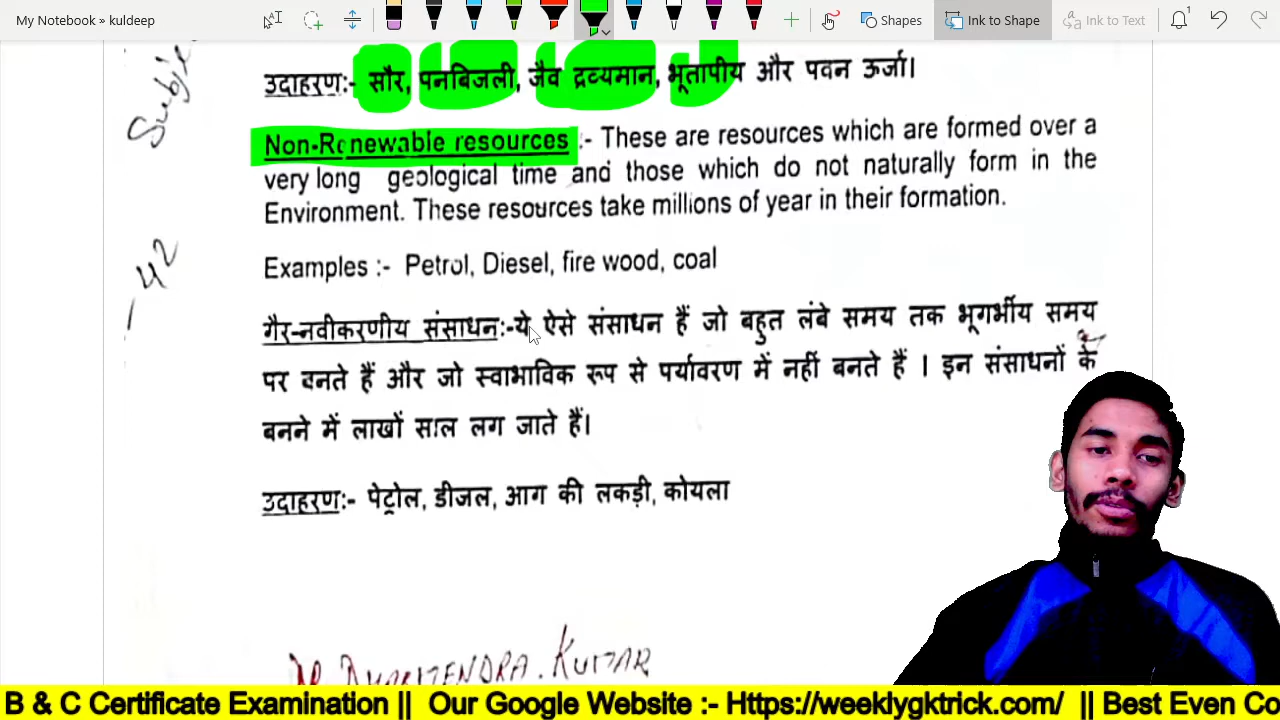 My Notebook » kuldeep
Shapes
Ink to Shape
Ink to Text
उदाहरण:- सौर, पनबिजली, जैव द्रव्यमान, भूतापीय और पवन ऊर्जा।
Non-Renewable resources :- These are resources which are formed over a
very long geological time and those which do not naturally form in the
Environment. These resources take millions of year in their formation.
42
Examples :- Petrol, Diesel, fire wood, coal
गैर-नवीकरणीय संसाधन:-ये ऐसे संसाधन हैं जो बहुत लंबे समय तक भूगर्भीय समय
पर बनते हैं और जो स्वाभाविक रूप से पर्यावरण में नहीं बनते हैं । इन संसाधनों के
बनने में लाखों साल लग जाते हैं।
उदाहरण:- पेट्रोल, डीजल, आग की लकड़ी, कोयला
KUMAR
B & C Certificate Examination || Our Google Website :- Https://weeklygktrick.com/ || Best Even Co